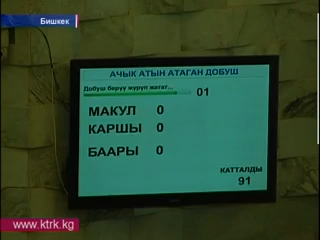 Бишкек
АЧЫК АТЫН АТАГАН ДОБУШ
Добуш берүү жүрүп жатат...
01
МАКУЛ 0
КАРШЫ 0
БААРЫ 0
КАТТАЛДЫ
91
www.ktrk.kg